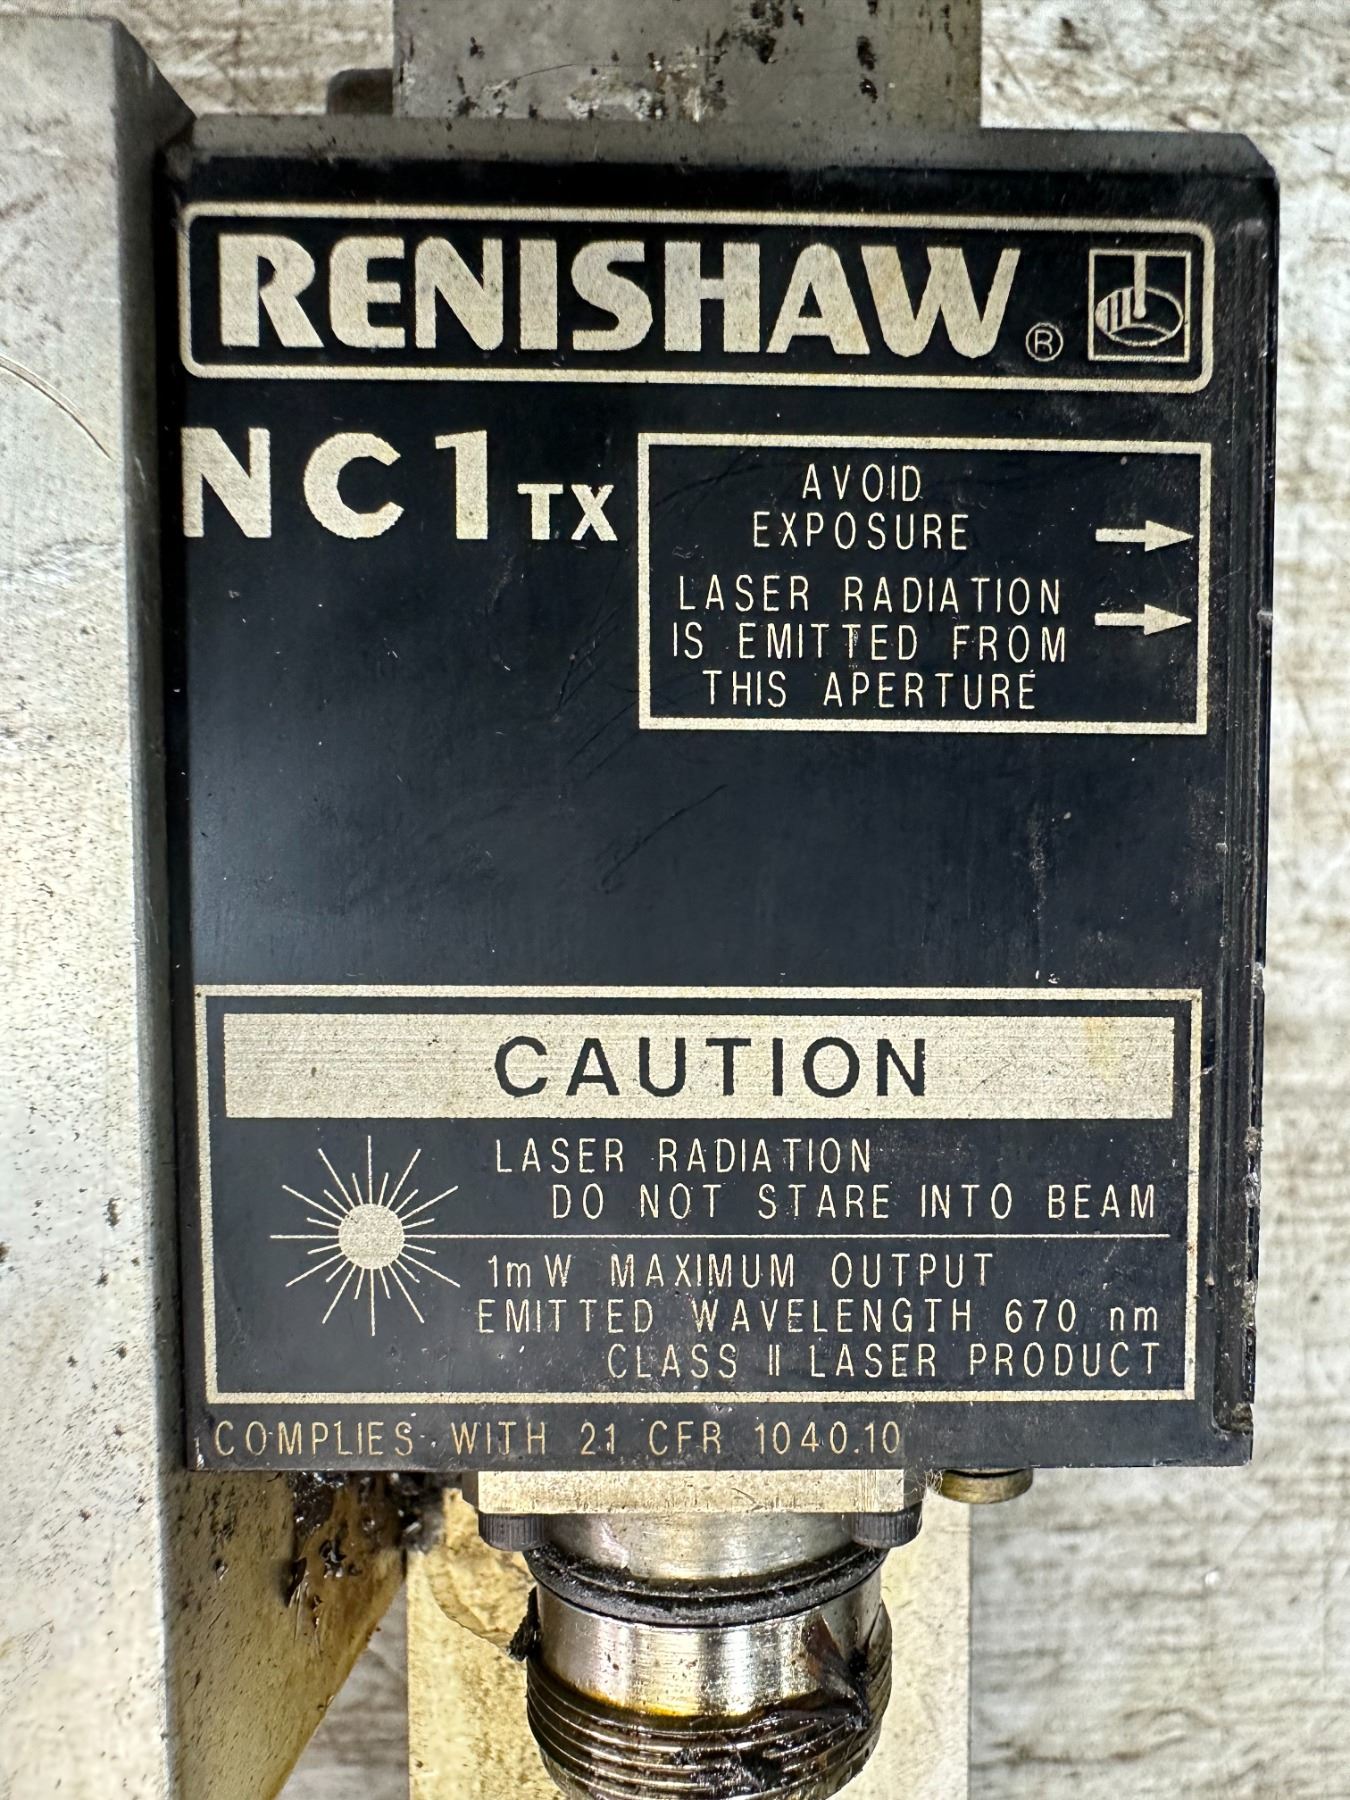 RENISHAW®
NC1TX
AVOID
EXPOSURE
LASER RADIATION
IS EMITTED FROM
THIS APERTURE
CAUTION
LASER RADIATION
DO NOT STARE INTO BEAM
1mW MAXIMUM OUTPUT
EMITTED WAVELENGTH 670 nm
CLASS II LASER PRODUCT
COMPLIES WITH 21 CFR 1040.10